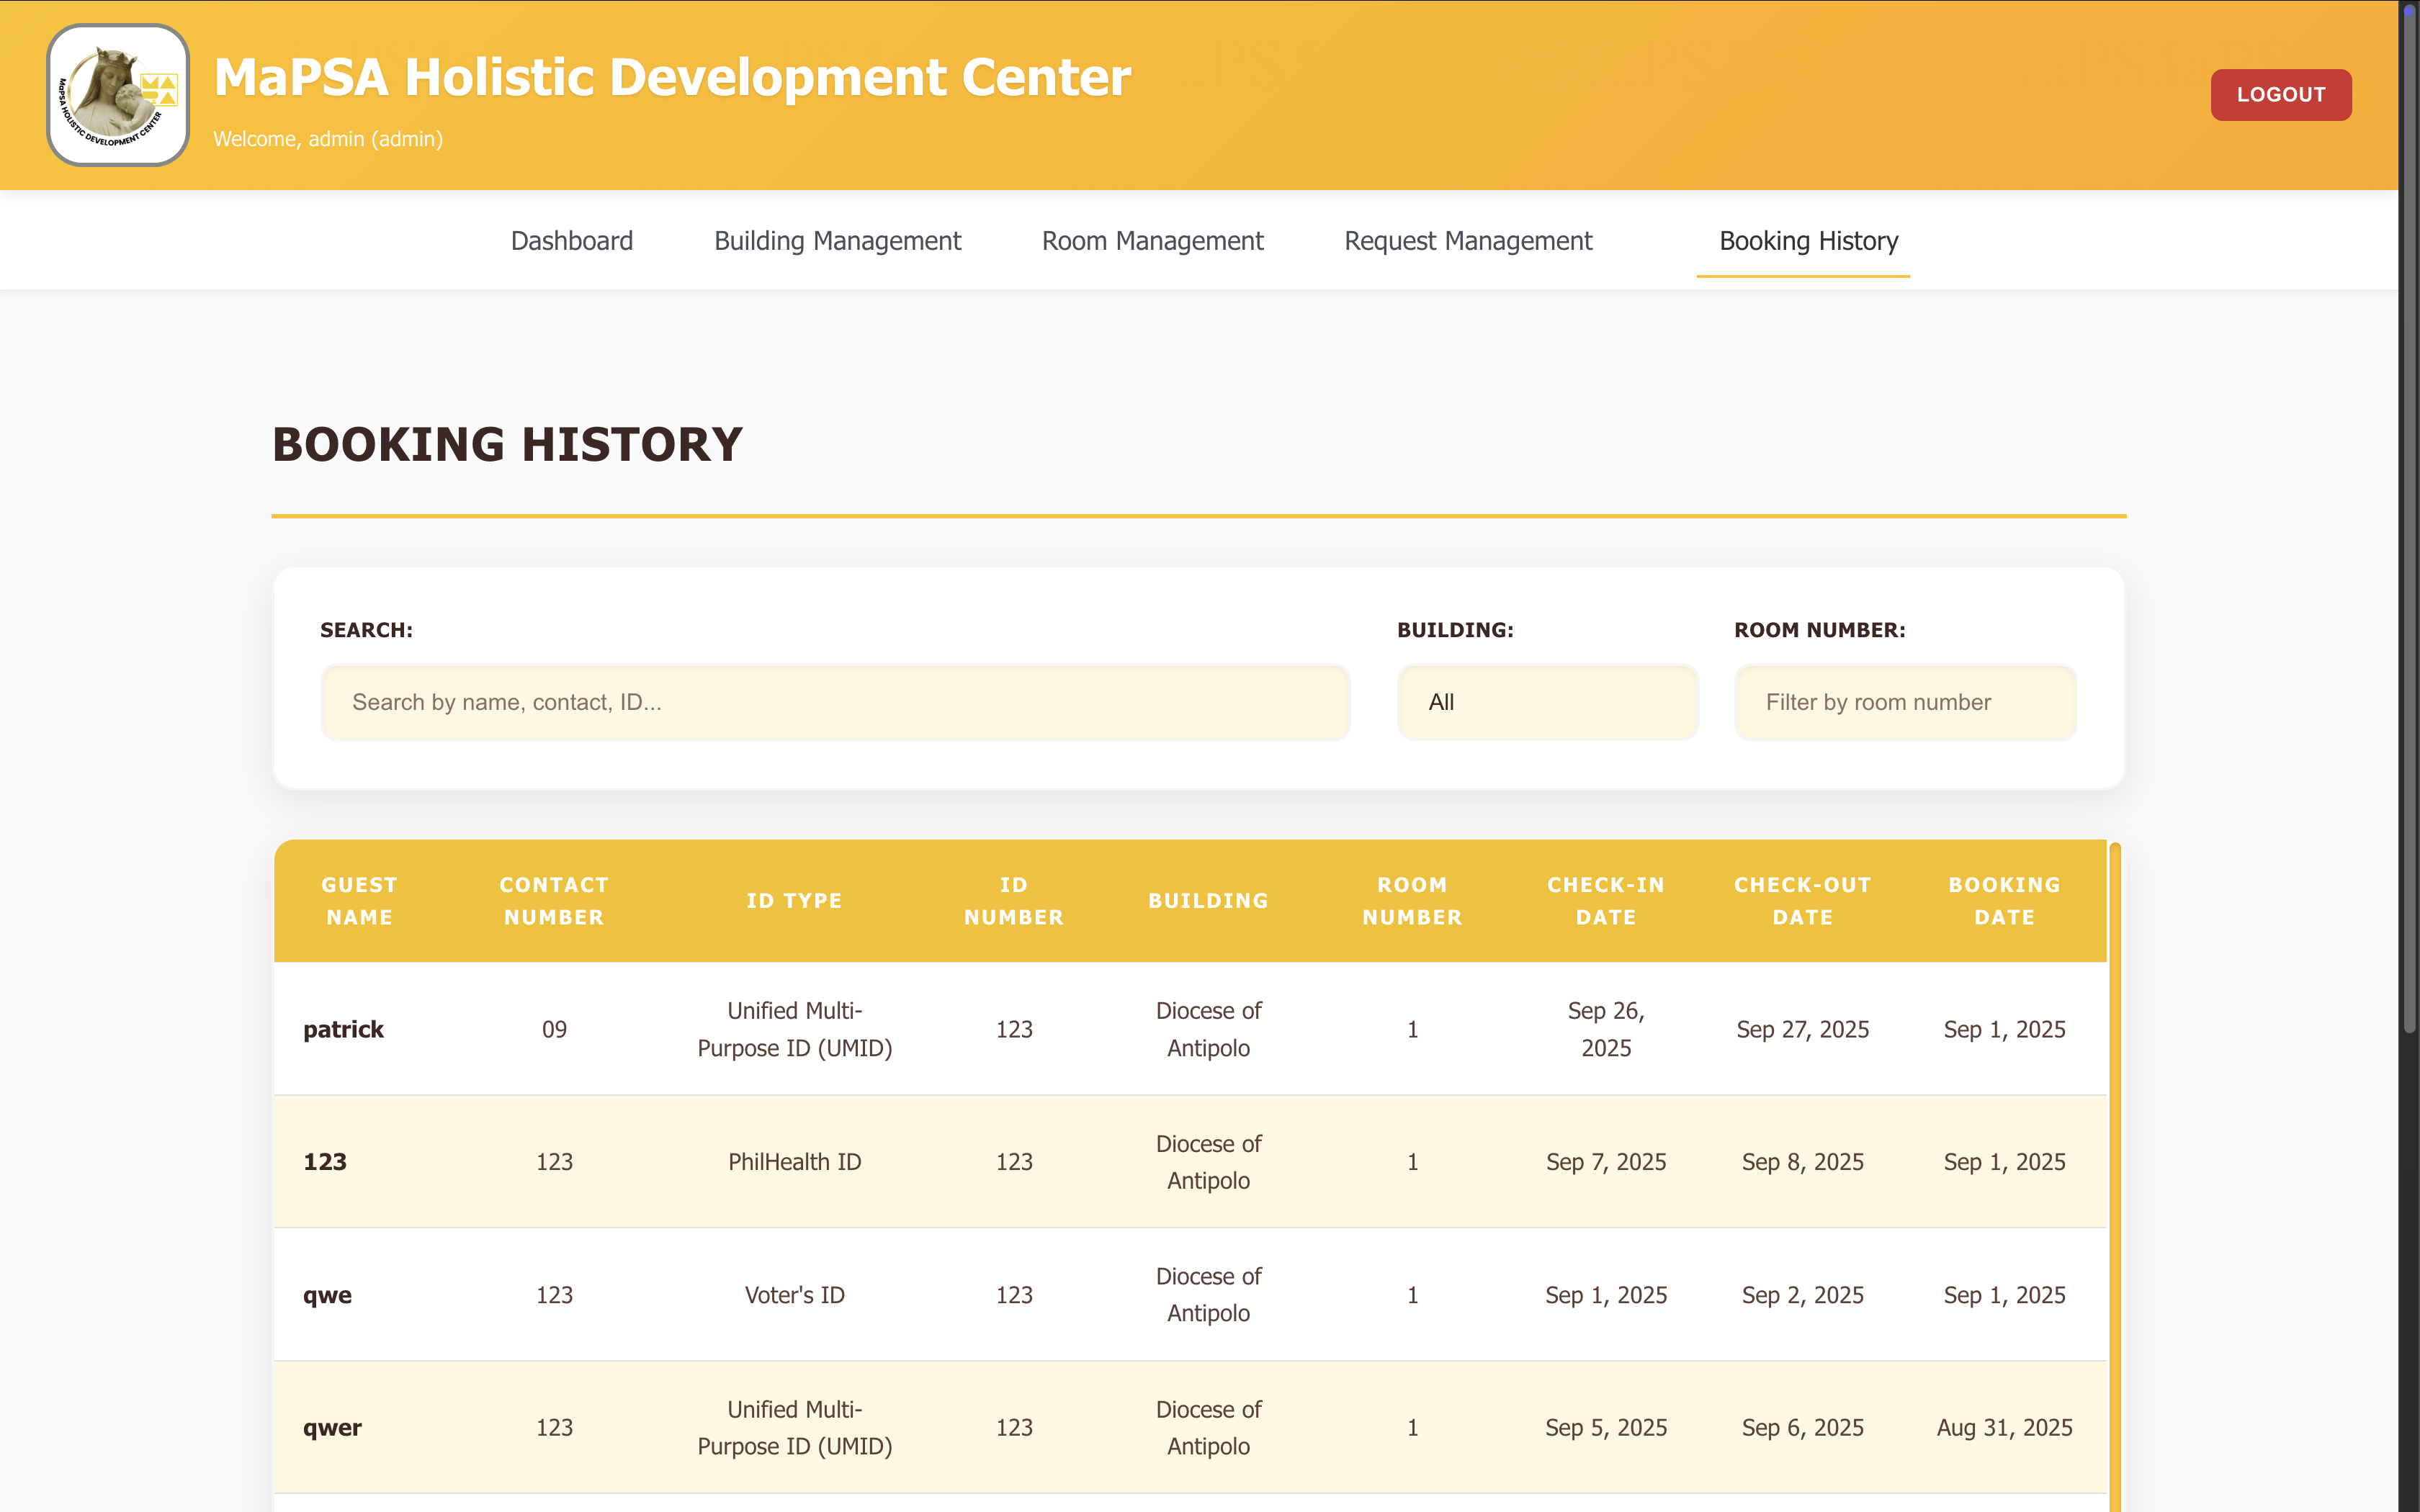 MaPSA HOLISTIC DEVELOPMENT CENTER
MaPSA Holistic Development Center
Welcome, admin (admin)
LOGOUT
Dashboard
Building Management
Room Management
Request Management
Booking History
BOOKING HISTORY
SEARCH:
BUILDING:
ROOM NUMBER:
Search by name, contact, ID...
All
Filter by room number
GUEST NAME
CONTACT NUMBER
ID TYPE
ID NUMBER
BUILDING
ROOM NUMBER
CHECK-IN DATE
CHECK-OUT DATE
BOOKING DATE
patrick
09
Unified Multi-
Purpose ID (UMID)
123
Diocese of
Antipolo
1
Sep 26,
2025
Sep 27, 2025
Sep 1, 2025
123
123
PhilHealth ID
123
Diocese of
Antipolo
1
Sep 7, 2025
Sep 8, 2025
Sep 1, 2025
qwe
123
Voter's ID
123
Diocese of
Antipolo
1
Sep 1, 2025
Sep 2, 2025
Sep 1, 2025
qwer
123
Unified Multi-
Purpose ID (UMID)
123
Diocese of
Antipolo
1
Sep 5, 2025
Sep 6, 2025
Aug 31, 2025